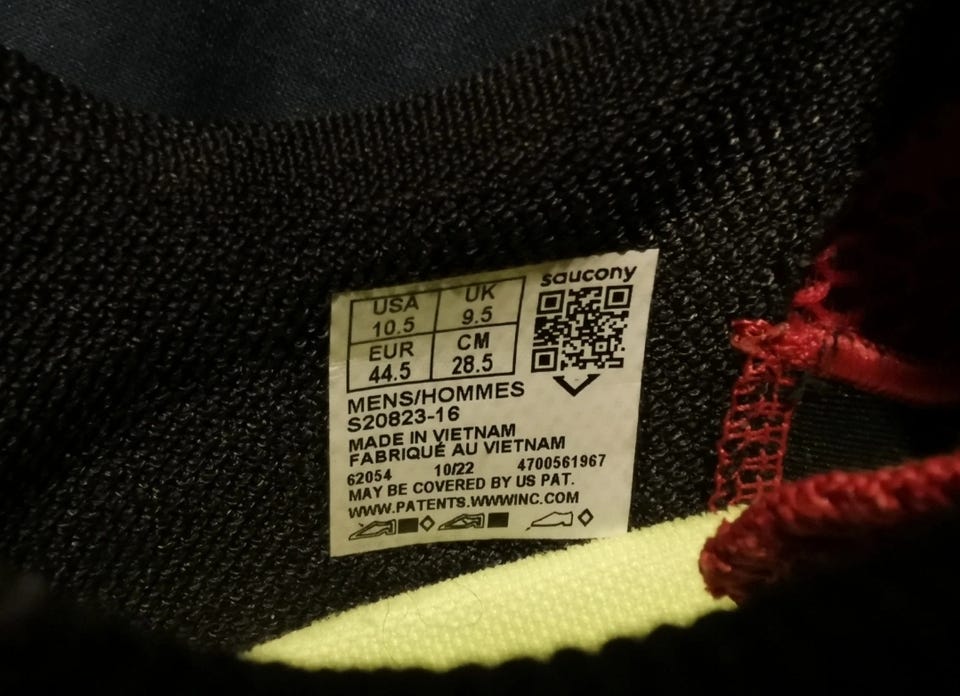 saucony
USA UK
10.5 9.5
EUR CM
44.5 28.5
MENS/HOMMES
S20823-16
MADE IN VIETNAM
FABRIQUÉ AU VIETNAM
62054 10/22 4700561967
MAY BE COVERED BY US PAT.
WWW.PATENTS.WWWINC.COM